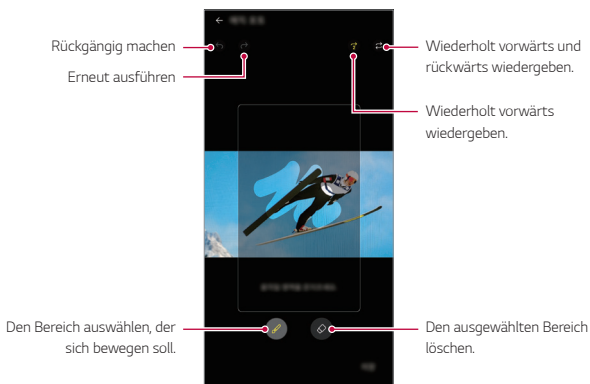 Rückgängig machen
Erneut ausführen
Wiederholt vorwärts und
rückwärts wiedergeben.
Wiederholt vorwärts
wiedergeben.
Den Bereich auswählen, der
sich bewegen soll.
Den ausgewählten Bereich
löschen.